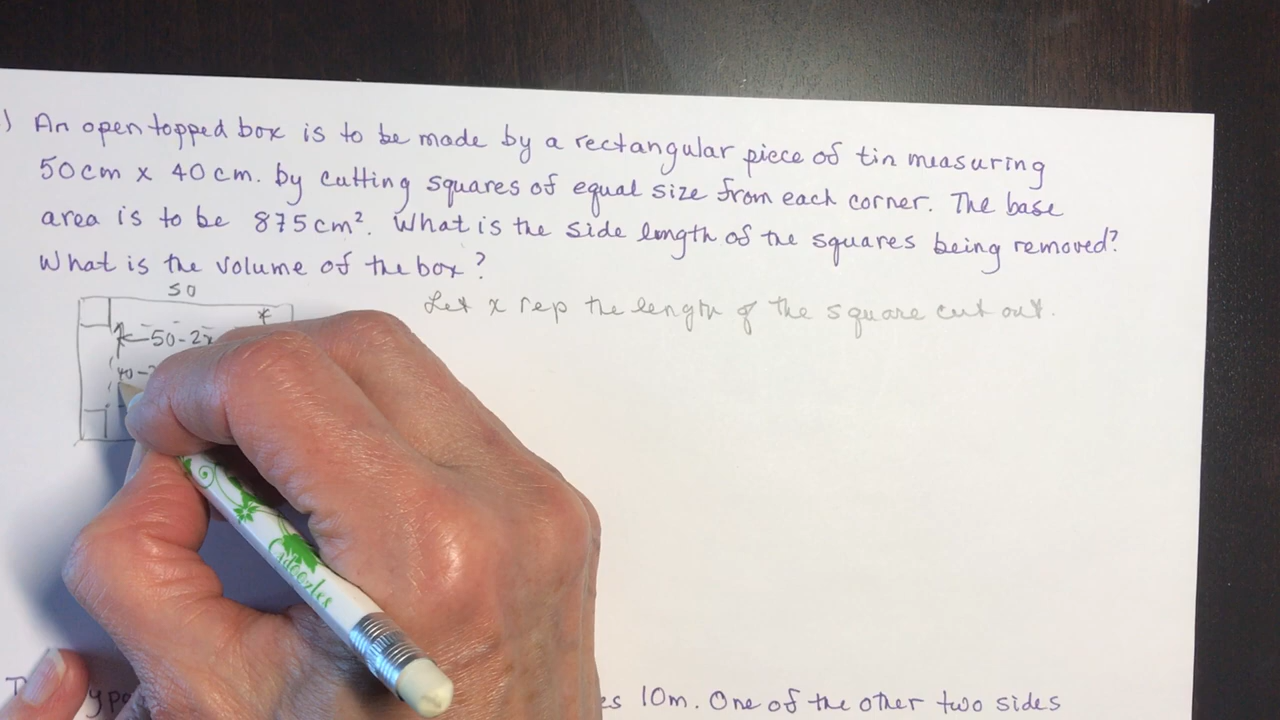 ) An open topped box is to be made by a rectangular piece of tin measuring
50cm x 40cm. by cutting squares of equal size from each corner. The base
area is to be 875cm². What is the side length of the squares being removed?
What is the volume of the box?
50
Let x rep the length of the square cut out.
x
50-2x
40-2
Cadoozles
es 10m. One of the other two sides